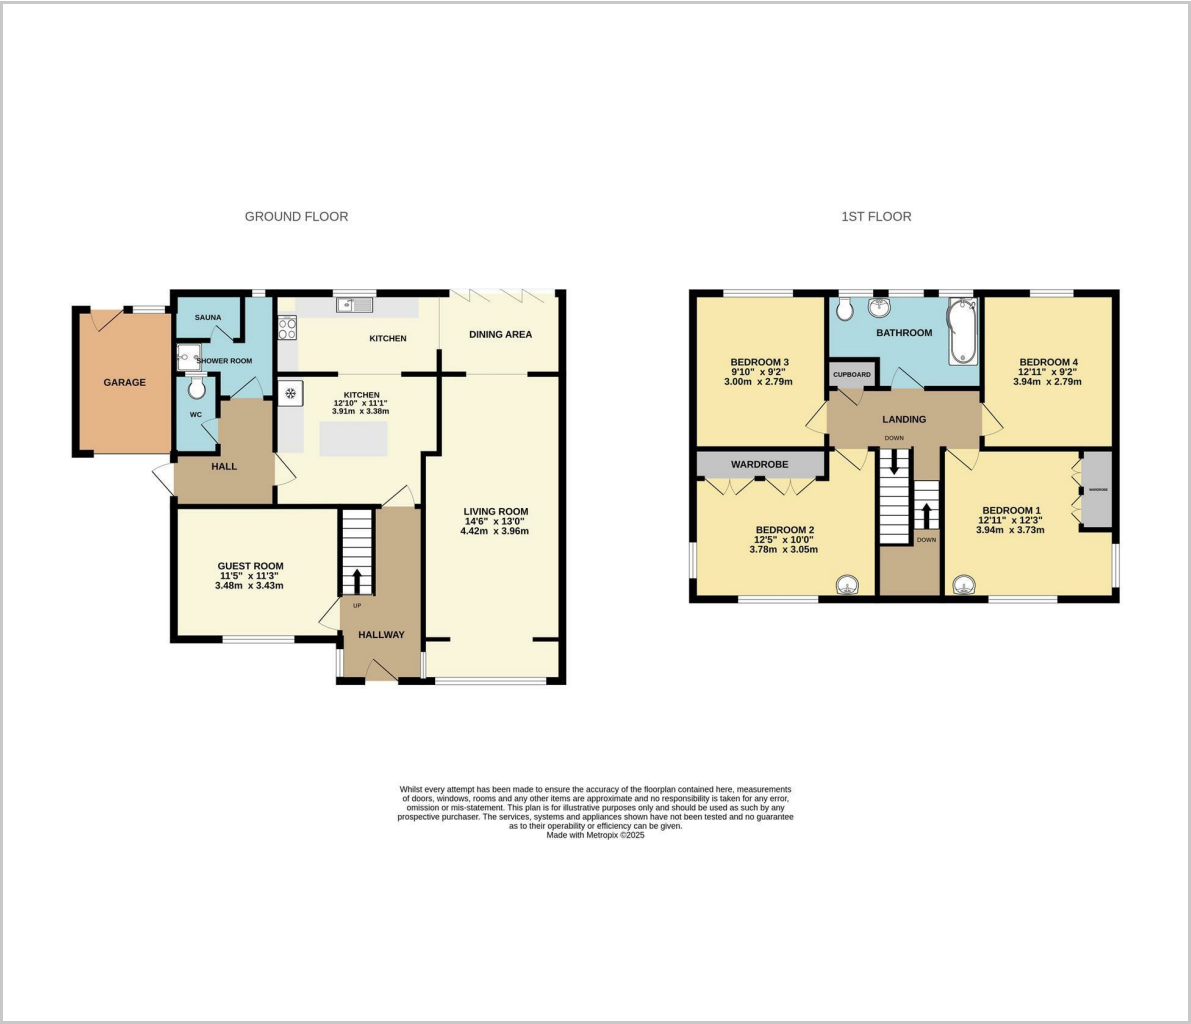 GROUND FLOOR
SAUNA
SHOWER ROOM
WC
GARAGE
HALL
KITCHEN
DINING AREA
KITCHEN
12'10" x 11'1"
3.91m x 3.38m
LIVING ROOM
14'6" x 13'0"
4.42m x 3.96m
GUEST ROOM
11'5" x 11'3"
3.48m x 3.43m
UP
HALLWAY
1ST FLOOR
BEDROOM 3
9'10" x 9'2"
3.00m x 2.79m
BATHROOM
CUPBOARD
BEDROOM 4
12'11" x 9'2"
3.94m x 2.79m
LANDING
DOWN
WARDROBE
BEDROOM 2
12'5" x 10'0"
3.78m x 3.05m
DOWN
BEDROOM 1
12'11" x 12'3"
3.94m x 3.73m
WARDROBE
Whilst every attempt has been made to ensure the accuracy of the floorplan contained here, measurements
of doors, windows, rooms and any other items are approximate and no responsibility is taken for any error,
omission or mis-statement. This plan is for illustrative purposes only and should be used as such by any
prospective purchaser. The services, systems and appliances shown have not been tested and no guarantee
as to their operability or efficiency can be given.
Made with Metropix ©2025